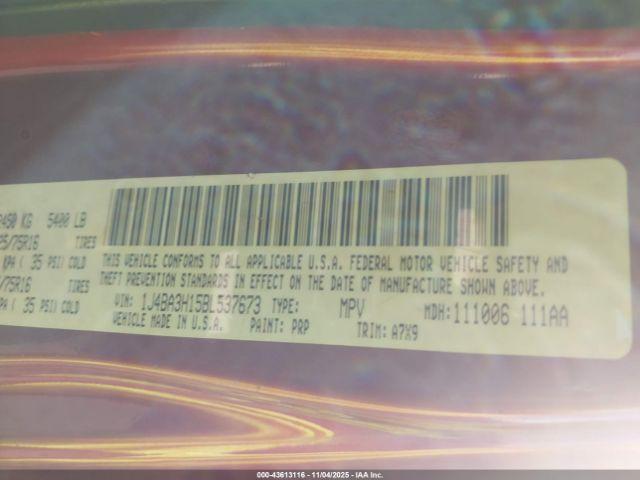 2450 KG 5400 LB
25/75R16 TIRES
KPA ( 35 PSI) COLD
/75R16 TIRES
PA ( 35 PSI) COLD
THIS VEHICLE CONFORMS TO ALL APPLICABLE U.S.A. FEDERAL MOTOR VEHICLE SAFETY AND
THEFT PREVENTION STANDARDS IN EFFECT ON THE DATE OF MANUFACTURE SHOWN ABOVE.
VIN: 1J4BA3H15BL537673 TYPE: MPV MDH:111006 111AA
VEHICLE MADE IN U.S.A. PAINT: PRP TRIM: A7X9
000-43613116 - 11/04/2025 - IAA Inc.